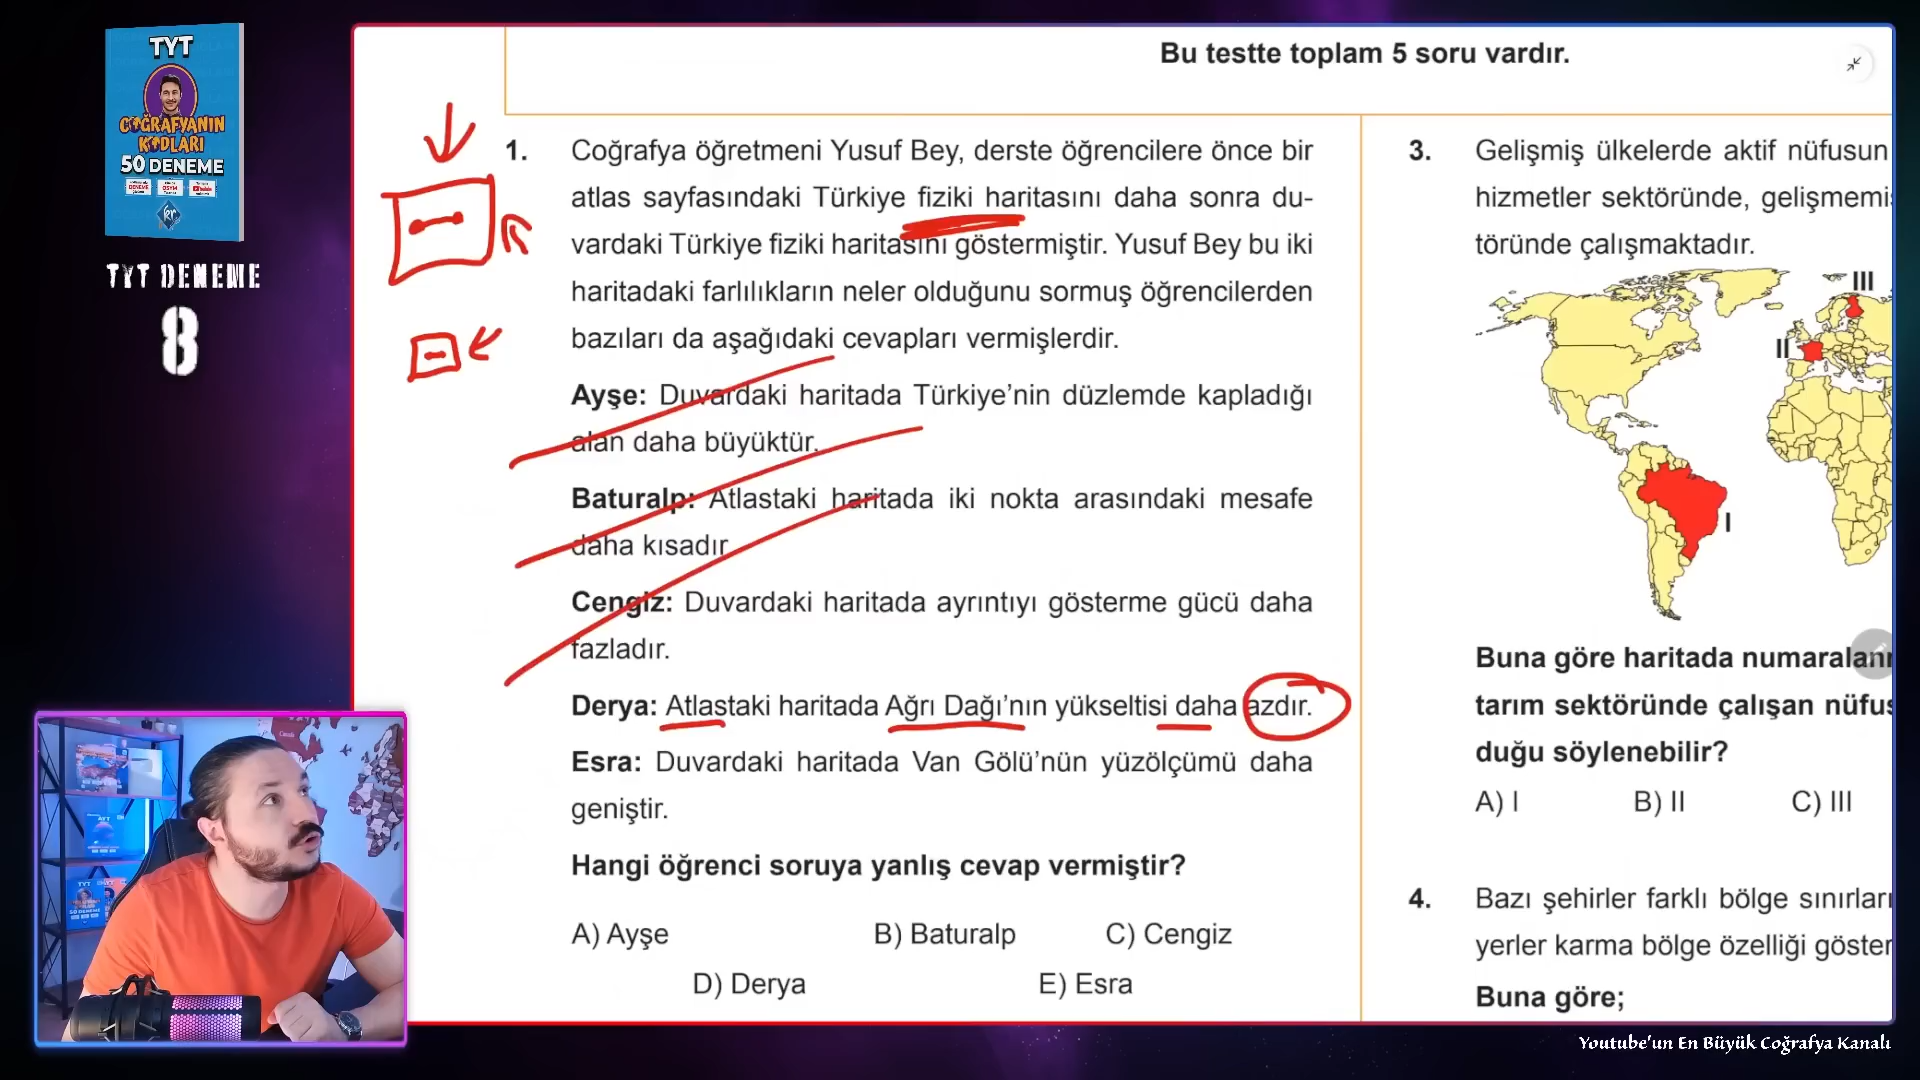 TYT
COĞRAFYANIN
KODLARI
50 DENEME
TYT DENEME
8
Bu testte toplam 5 soru vardır.
1. Coğrafya öğretmeni Yusuf Bey, derste öğrencilere önce bir
atlas sayfasındaki Türkiye fiziki haritasını daha sonra du-
vardaki Türkiye fiziki haritasını göstermiştir. Yusuf Bey bu iki
haritadaki farlılıkların neler olduğunu sormuş öğrencilerden
bazıları da aşağıdaki cevapları vermişlerdir.
Ayşe: Duvardaki haritada Türkiye’nin düzlemde kapladığı
alan daha büyüktür.
Baturalp: Atlastaki haritada iki nokta arasındaki mesafe
daha kısadır
Cengiz: Duvardaki haritada ayrıntıyı gösterme gücü daha
fazladır.
Derya: Atlastaki haritada Ağrı Dağı’nın yükseltisi daha azdır.
Esra: Duvardaki haritada Van Gölü’nün yüzölçümü daha
geniştir.
Hangi öğrenci soruya yanlış cevap vermiştir?
A) Ayşe B) Baturalp C) Cengiz
D) Derya E) Esra
3. Gelişmiş ülkelerde aktif nüfusun
hizmetler sektöründe, gelişmemiş
töründe çalışmaktadır.
III
II
I
Buna göre haritada numaralanı
tarım sektöründe çalışan nüfus
duğu söylenebilir?
A) I B) II C) III
4. Bazı şehirler farklı bölge sınırları
yerler karma bölge özelliği göster
Buna göre;
Youtube'un En Büyük Coğrafya Kanalı